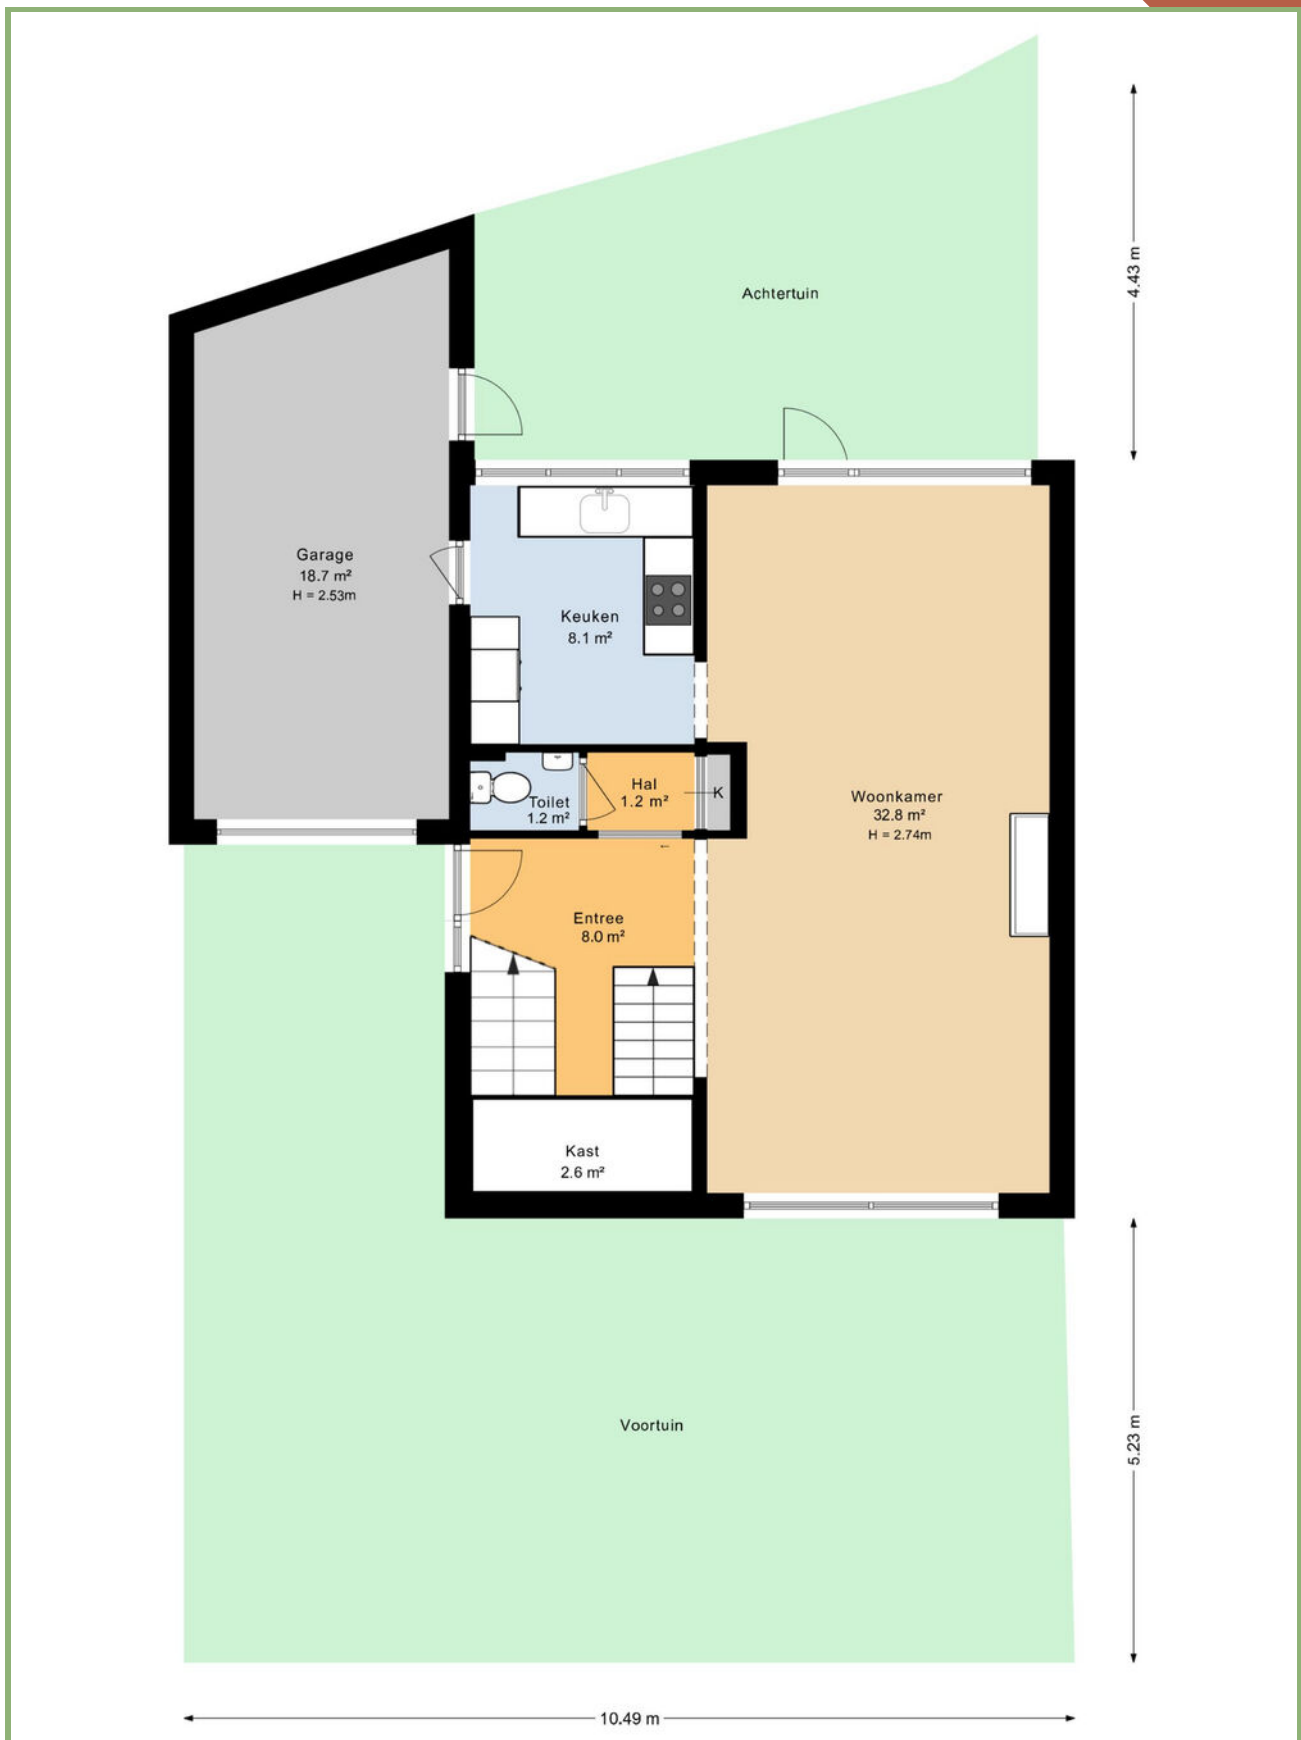 4.43 m
Achtertuin
Garage
18.7 m²
H = 2.53m
Keuken
8.1 m²
Hal
1.2 m²
K
Toilet
1.2 m²
Woonkamer
32.8 m²
H = 2.74m
Entree
8.0 m²
Kast
2.6 m²
Voortuin
5.23 m
10.49 m